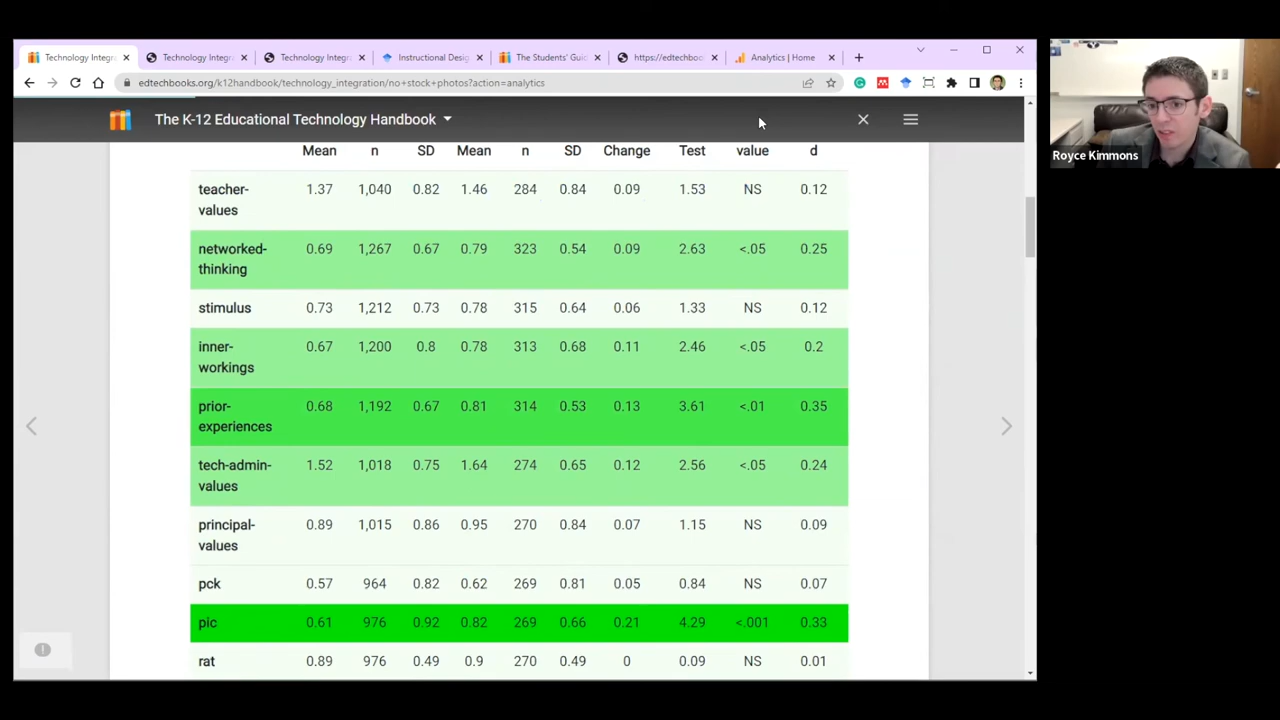 Technology Integr
Technology Integr
Technology Integr
Instructional Desig
The Students' Guid
https://edtechboo
Analytics | Home
edtechbooks.org/k12handbook/technology_integration/no+stock+photos?action=analytics
The K-12 Educational Technology Handbook
Royce Kimmons
Mean n SD Mean n SD Change Test value d
teacher-values 1.37 1,040 0.82 1.46 284 0.84 0.09 1.53 NS 0.12
networked-thinking 0.69 1,267 0.67 0.79 323 0.54 0.09 2.63 <.05 0.25
stimulus 0.73 1,212 0.73 0.78 315 0.64 0.06 1.33 NS 0.12
inner-workings 0.67 1,200 0.8 0.78 313 0.68 0.11 2.46 <.05 0.2
prior-experiences 0.68 1,192 0.67 0.81 314 0.53 0.13 3.61 <.01 0.35
tech-admin-values 1.52 1,018 0.75 1.64 274 0.65 0.12 2.56 <.05 0.24
principal-values 0.89 1,015 0.86 0.95 270 0.84 0.07 1.15 NS 0.09
pck 0.57 964 0.82 0.62 269 0.81 0.05 0.84 NS 0.07
pic 0.61 976 0.92 0.82 269 0.66 0.21 4.29 <.001 0.33
rat 0.89 976 0.49 0.9 270 0.49 0 0.09 NS 0.01